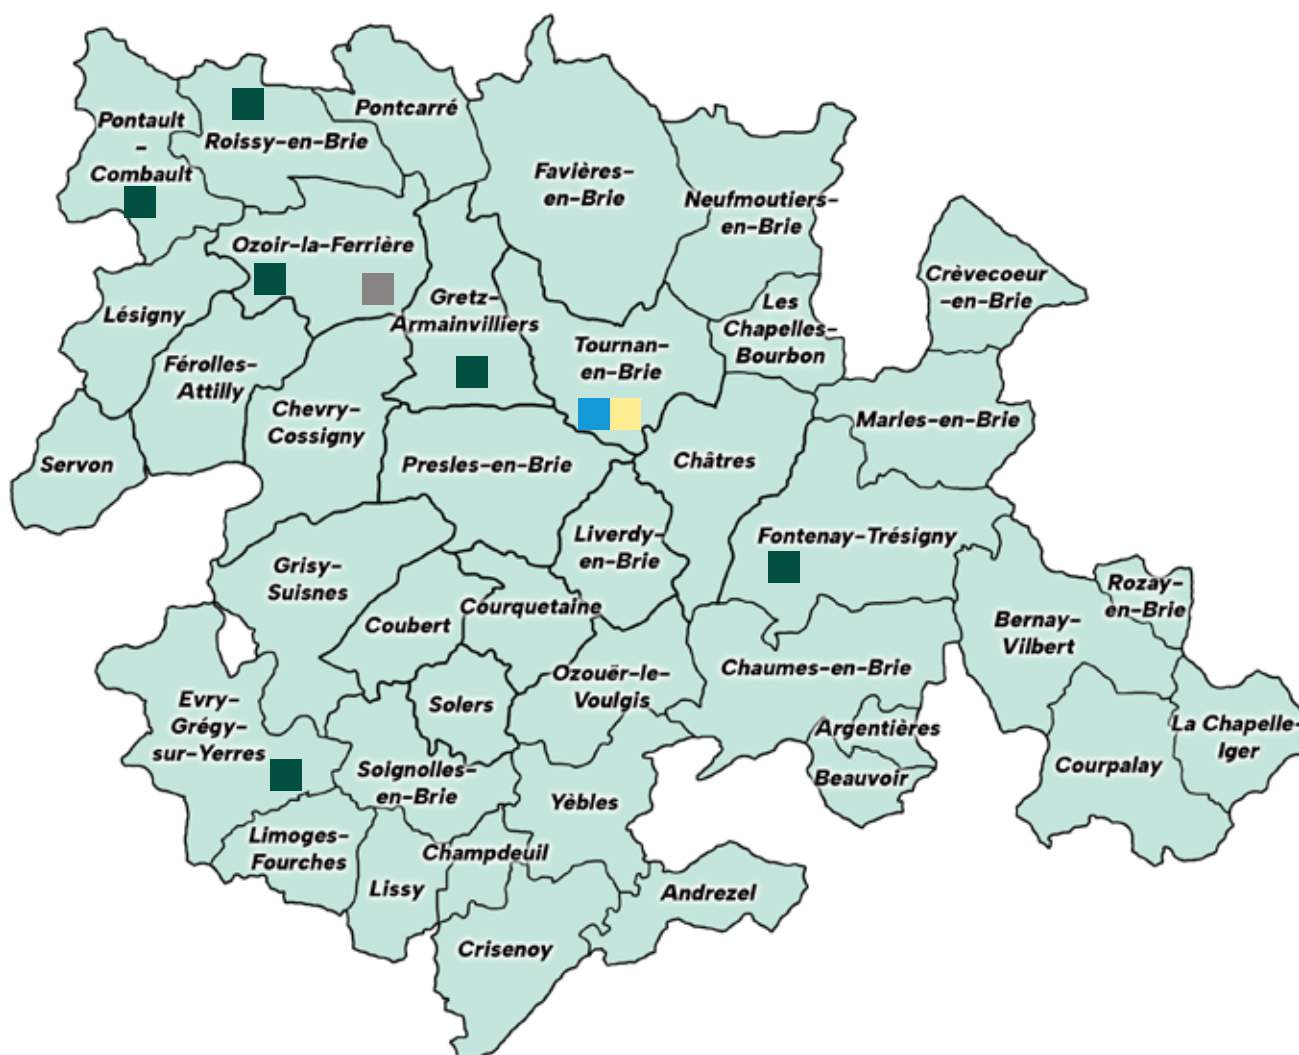 Pontault
-
Combault
Roissy-en-Brie
Pontcarré
Favières-
en-Brie
Neufmoutiers-
en-Brie
Crèvecoeur
-en-Brie
Ozoir-la-Ferrière
Lésigny
Gretz-
Armainvilliers
Les
Chapelles-
Bourbon
Tournan-
en-Brie
Férolles-
Attilly
Chevry-
Cossigny
Marles-en-Brie
Servon
Presles-en-Brie
Châtres
Liverdy-
en-Brie
Fontenay-Trésigny
Grisy-
Suisnes
Rozay-
en-Brie
Coubert
Courquetaine
Bernay-
Vilbert
Chaumes-en-Brie
Ozouër-le-
Voulgis
Solers
Evry-
Grégy-
sur-Yerres
Argentières
La Chapelle-
Iger
Beauvoir
Courpalay
Soignolles-
en-Brie
Yèbles
Limoges-
Fourches
Champdeuil
Lissy
Andrezel
Crisenoy